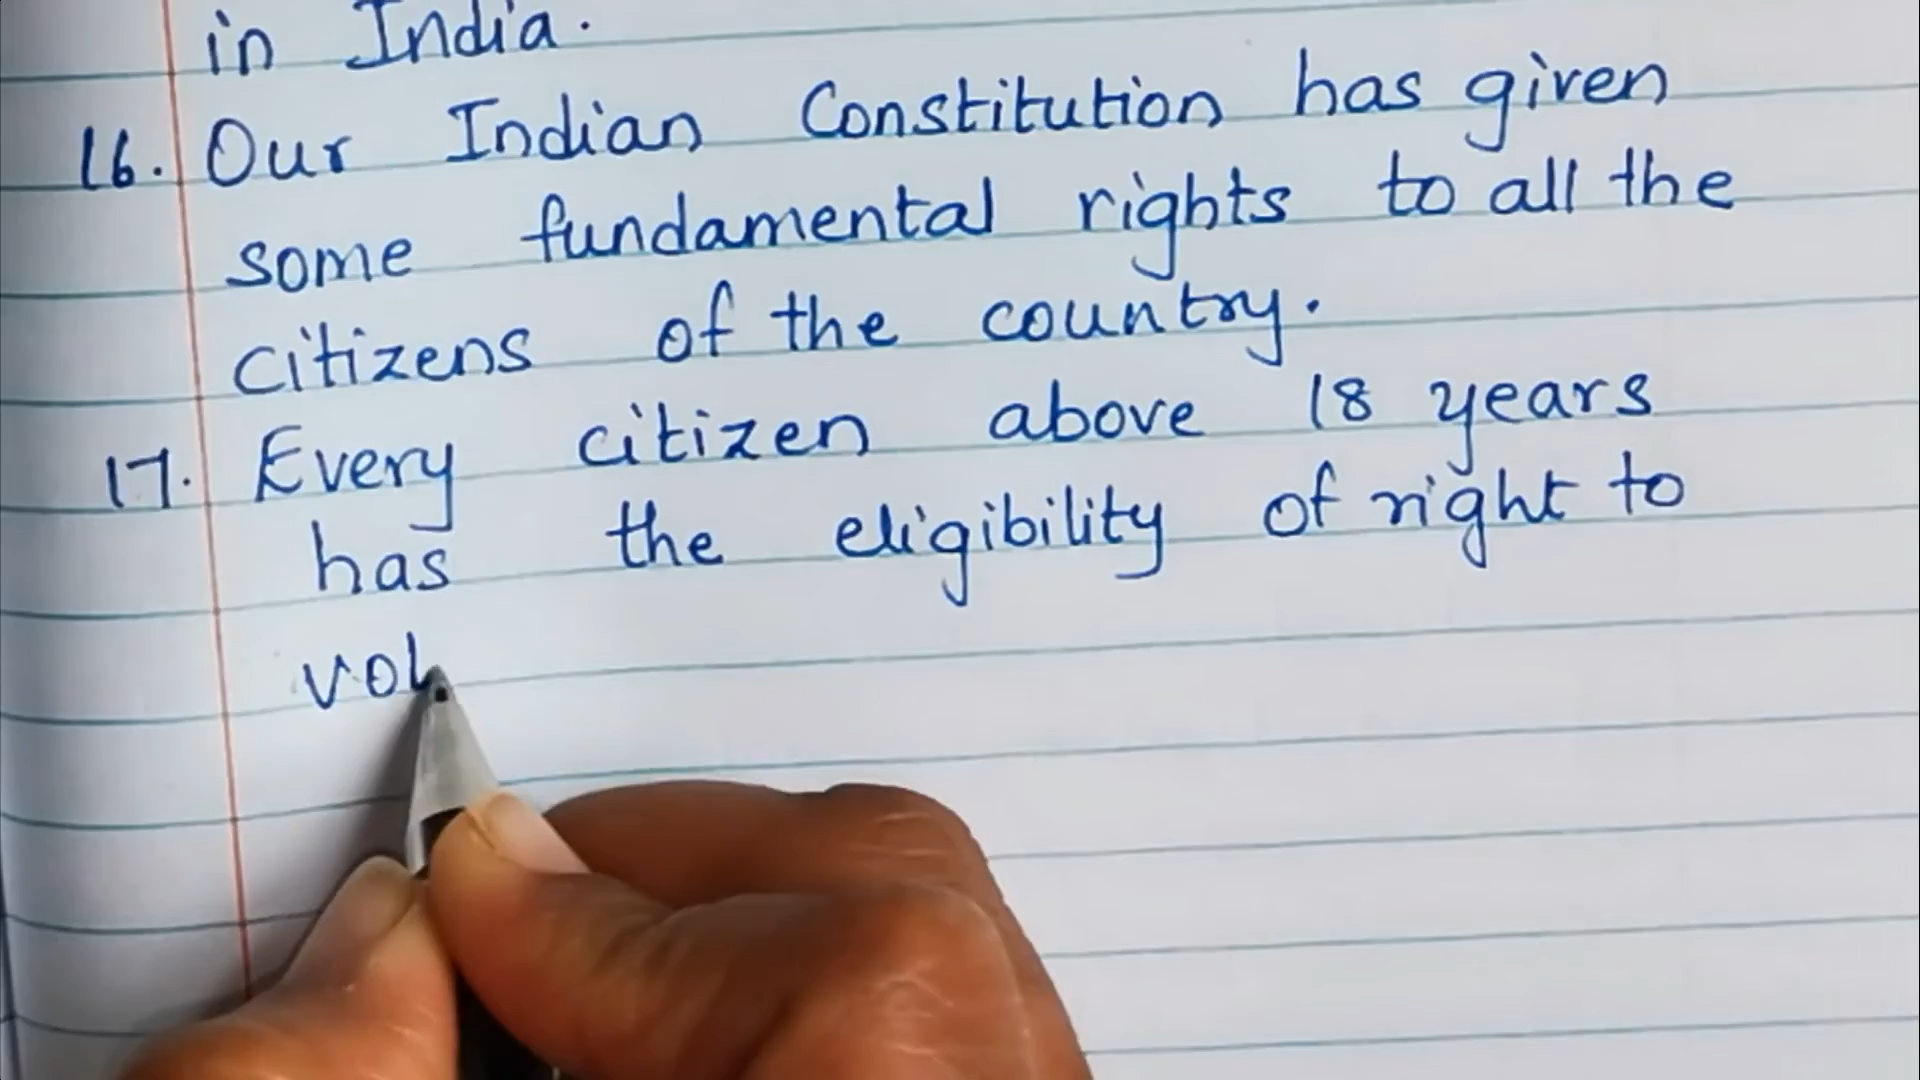 in India.
16. Our Indian Constitution has given
some fundamental rights to all the
citizens of the country.
17. Every citizen above 18 years
has the eligibility of right to